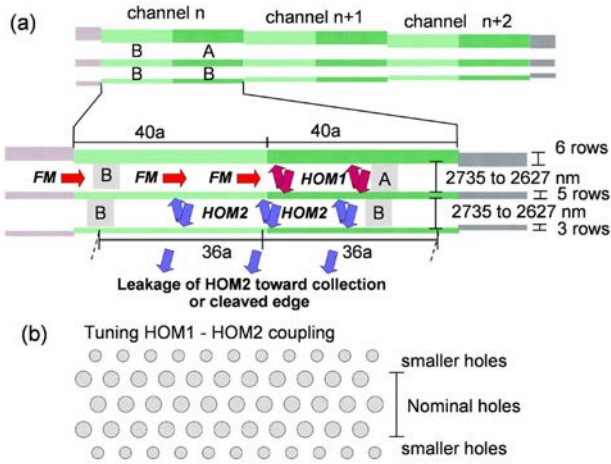 (a)
channel n
channel n+1
channel n+2
B A
B B
40a 40a
6 rows
FM B FM FM HOM1 A
2735 to 2627 nm
5 rows
B HOM2 HOM2 B
2735 to 2627 nm
3 rows
36a 36a
Leakage of HOM2 toward collection
or cleaved edge
(b) Tuning HOM1 - HOM2 coupling
smaller holes
Nominal holes
smaller holes